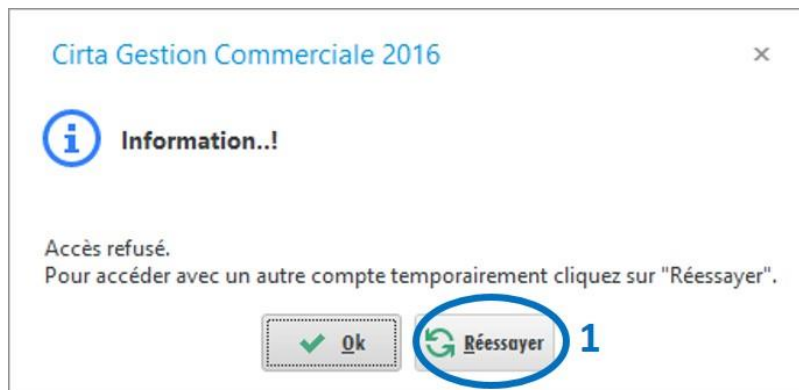 Cirta Gestion Commerciale 2016
Information..!
Accès refusé.
Pour accéder avec un autre compte temporairement cliquez sur "Réessayer".
Ok Réessayer 1